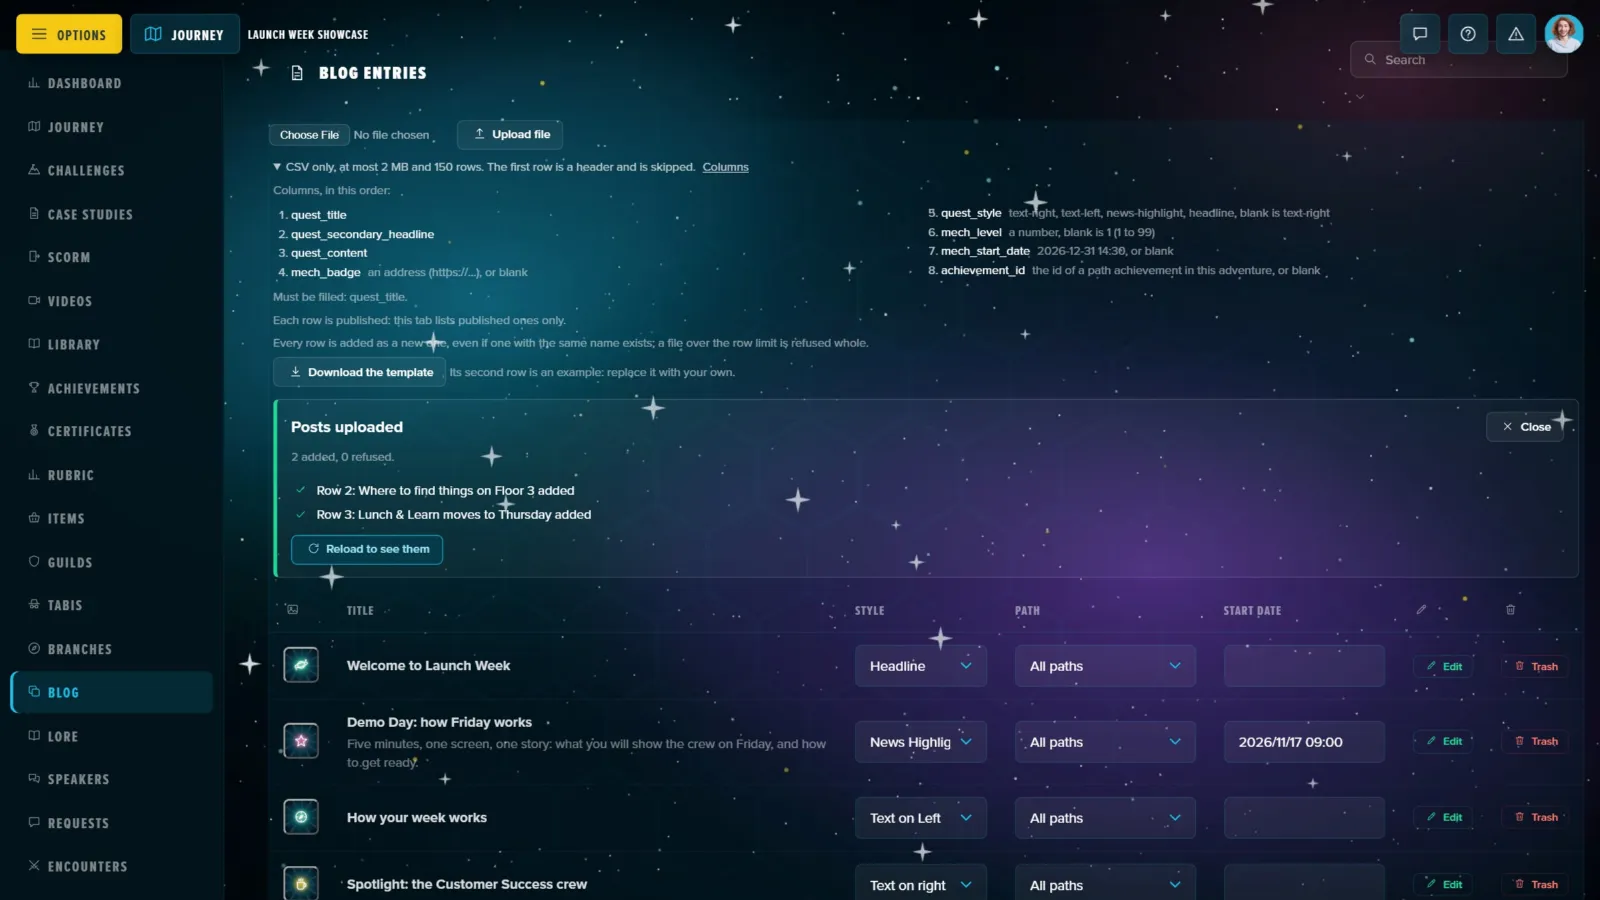 OPTIONS
JOURNEY
LAUNCH WEEK SHOWCASE
BLOG ENTRIES
Search
DASHBOARD
JOURNEY
CHALLENGES
CASE STUDIES
SCORM
VIDEOS
LIBRARY
ACHIEVEMENTS
CERTIFICATES
RUBRIC
ITEMS
GUILDS
TABIS
BRANCHES
BLOG
LORE
SPEAKERS
REQUESTS
ENCOUNTERS
Choose File No file chosen
Upload file
CSV only, at most 2 MB and 150 rows. The first row is a header and is skipped. Columns
Columns, in this order:
1. quest_title
2. quest_secondary_headline
3. quest_content
4. mech_badge an address (https://...), or blank
5. quest_style text-right, text-left, news-highlight, headline, blank is text-right
6. mech_level a number, blank is 1 (1 to 99)
7. mech_start_date 2026-12-31 14:30, or blank
8. achievement_id the id of a path achievement in this adventure, or blank
Must be filled: quest_title.
Each row is published: this tab lists published ones only.
Every row is added as a new one, even if one with the same name exists; a file over the row limit is refused whole.
Download the template Its second row is an example: replace it with your own.
Posts uploaded
Close
2 added, 0 refused.
Row 2: Where to find things on Floor 3 added
Row 3: Lunch & Learn moves to Thursday added
Reload to see them
TITLE STYLE PATH START DATE
Welcome to Launch Week Headline All paths Edit Trash
Demo Day: how Friday works
Five minutes, one screen, one story: what you will show the crew on Friday, and how
to get ready.
News Highlig All paths 2026/11/17 09:00 Edit Trash
How your week works Text on Left All paths Edit Trash
Spotlight: the Customer Success crew Text on right All paths Edit Trash